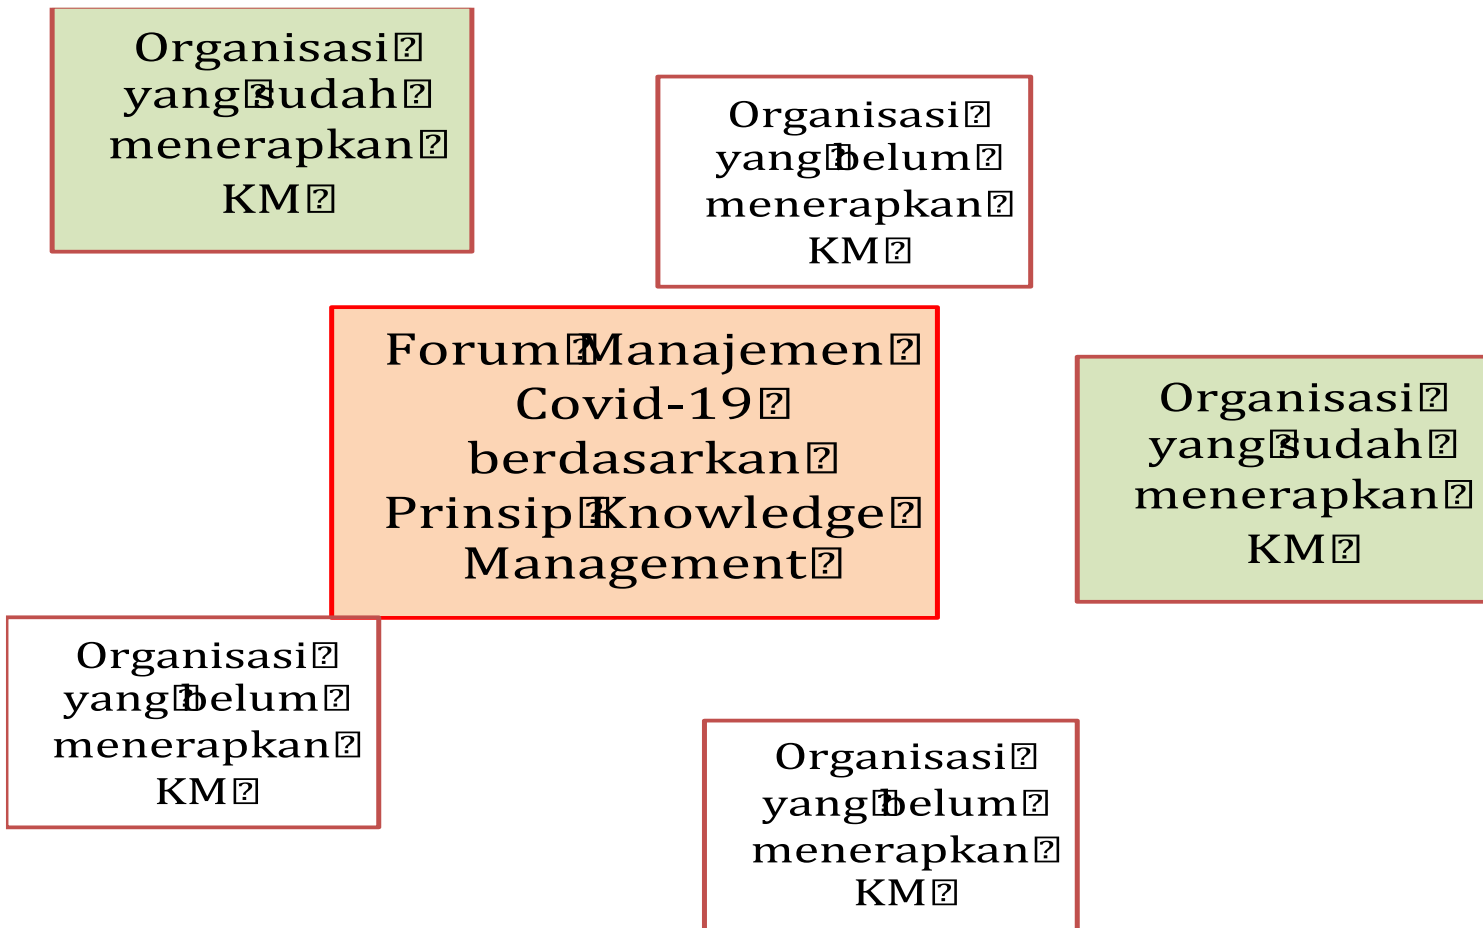 Organisasi
yang sudah
menerapkan
KM
Organisasi
yang belum
menerapkan
KM
Forum Manajemen
Covid-19
berdasarkan
Prinsip Knowledge
Management
Organisasi
yang sudah
menerapkan
KM
Organisasi
yang belum
menerapkan
KM
Organisasi
yang belum
menerapkan
KM